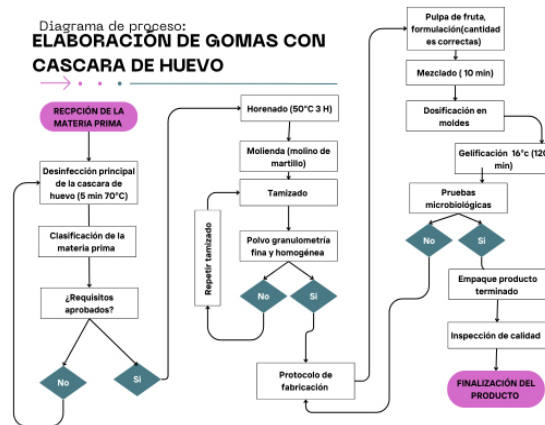 Diagrama de proceso:
ELABORACIÓN DE GOMAS CON
CASCARA DE HUEVO
RECPCIÓN DE LA
MATERIA PRIMA
Desinfección principal
de la cascara de
huevo (5 min 70°C)
Clasificación de la
materia prima
¿Requisitos
aprobados?
No
Si
Horenado (50°C 3 H)
Molienda (molino de
martillo)
Tamizado
Repetir tamizado
Polvo granulometría
fina y homogénea
No
Si
Protocolo de
fabricación
Pulpa de fruta,
formulación(cantidad
es correctas)
Mezclado ( 10 min)
Dosificación en
moldes
Gelificación 16°c (120
min)
Pruebas
microbiológicas
No
Si
Empaque producto
terminado
Inspección de calidad
FINALIZACIÓN DEL
PRODUCTO